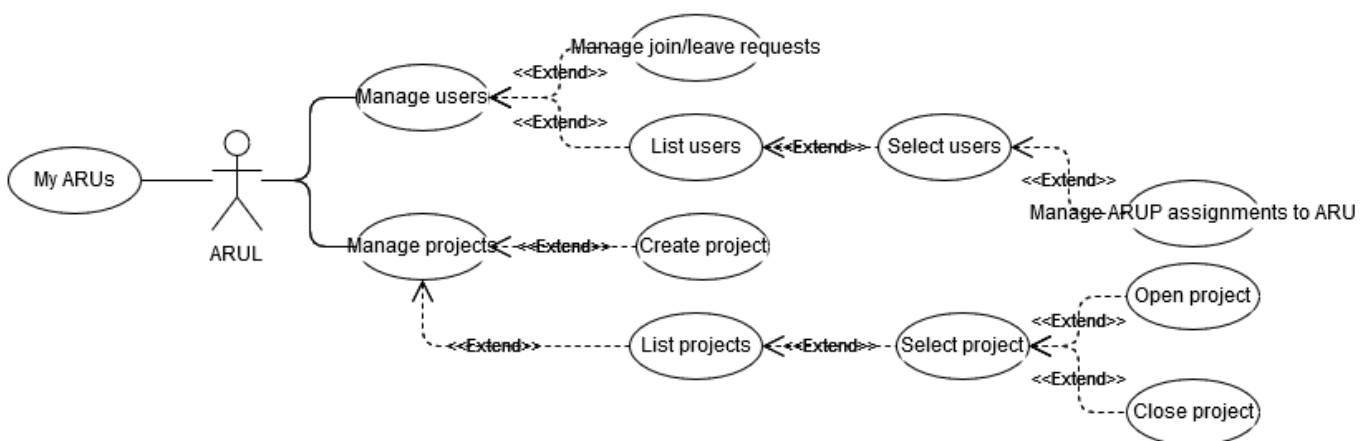 Manage join/leave requests
<<Extend>>
Manage users
<<Extend>>
List users
<<Extend>>
Select users
<<Extend>>
My ARUs
Manage ARUP assignments to ARU
ARUL
Manage projects
<<Extend>>
Create project
Open project
<<Extend>>
List projects
<<Extend>>
Select project
<<Extend>>
<<Extend>>
Close project